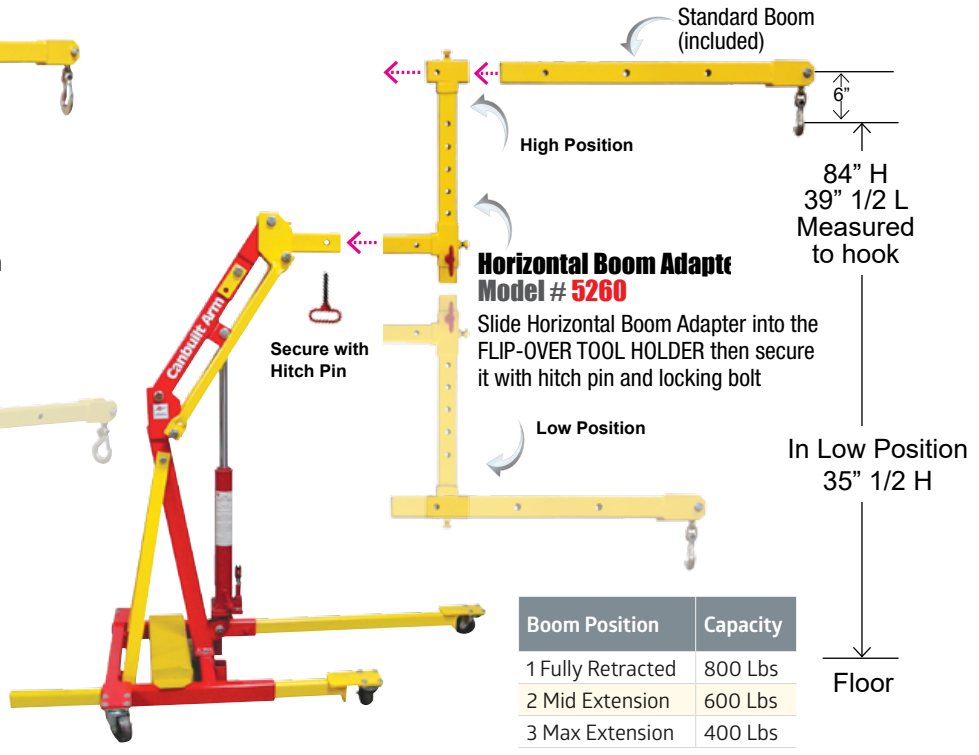 Standard Boom
(included)
6”
High Position
84” H
39” 1/2 L
Measured
to hook
Canbuilt Arm
Secure with
Hitch Pin
Horizontal Boom Adapte
Model # 5260
Slide Horizontal Boom Adapter into the
FLIP-OVER TOOL HOLDER then secure
it with hitch pin and locking bolt
Low Position
In Low Position
35” 1/2 H
Boom Position Capacity
1 Fully Retracted 800 Lbs
2 Mid Extension 600 Lbs
3 Max Extension 400 Lbs
Floor